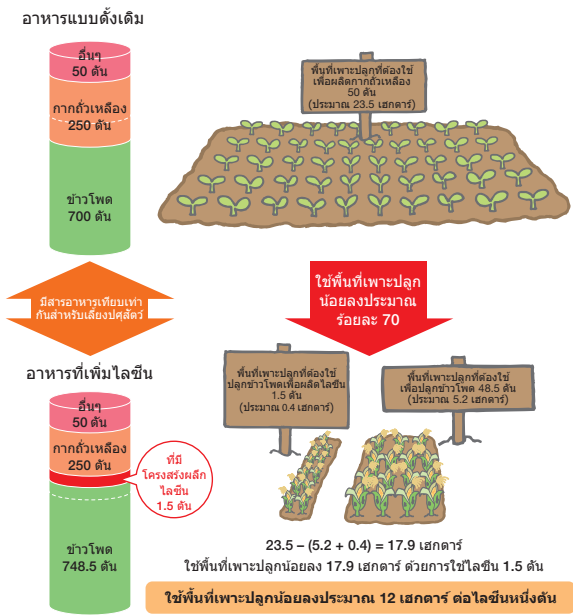 อาหารแบบดั้งเดิม
อื่นๆ
50 ตัน
กากถั่วเหลือง
250 ตัน
ข้าวโพด
700 ตัน
พื้นที่เพาะปลูกที่ต้องใช้
เพื่อผลิตกากถั่วเหลือง
50 ตัน
(ประมาณ 23.5 เฮกตาร์)
มีสารอาหารเทียบเท่า
กันสำหรับเลี้ยงปศุสัตว์
ใช้พื้นที่เพาะปลูก
น้อยลงประมาณ
ร้อยละ 70
อาหารที่เพิ่มไลซีน
อื่นๆ
50 ตัน
กากถั่วเหลือง
250 ตัน
ที่มี
โครงสร้งผลึก
ไลซีน
1.5 ตัน
ข้าวโพด
748.5 ตัน
พื้นที่เพาะปลูกที่ต้องใช้
ปลูกข้าวโพดเพื่อผลิตไลซีน
1.5 ตัน
(ประมาณ 0.4 เฮกตาร์)
พื้นที่เพาะปลูกที่ต้องใช้
เพื่อปลูกข้าวโพด 48.5 ตัน
(ประมาณ 5.2 เฮกตาร์)
23.5 – (5.2 + 0.4) = 17.9 เฮกตาร์
ใช้พื้นที่เพาะปลูกน้อยลง 17.9 เฮกตาร์ ด้วยการใช้ไลซีน 1.5 ตัน
ใช้พื้นที่เพาะปลูกน้อยลงประมาณ 12 เฮกตาร์ ต่อไลซีนหนึ่งตัน